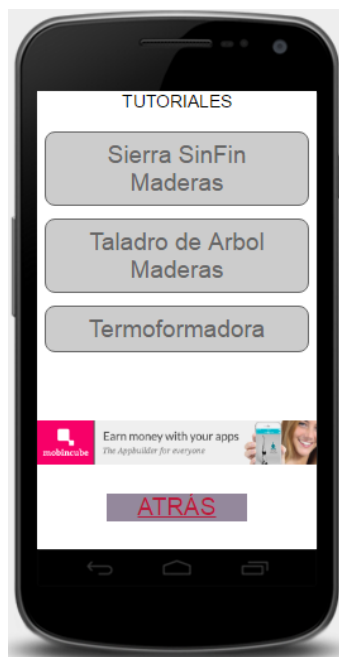 TUTORIALES
Sierra SinFin
Maderas
Taladro de Arbol
Maderas
Termoformadora
mobincube
Earn money with your apps
The Appbuilder for everyone
ATRÁS